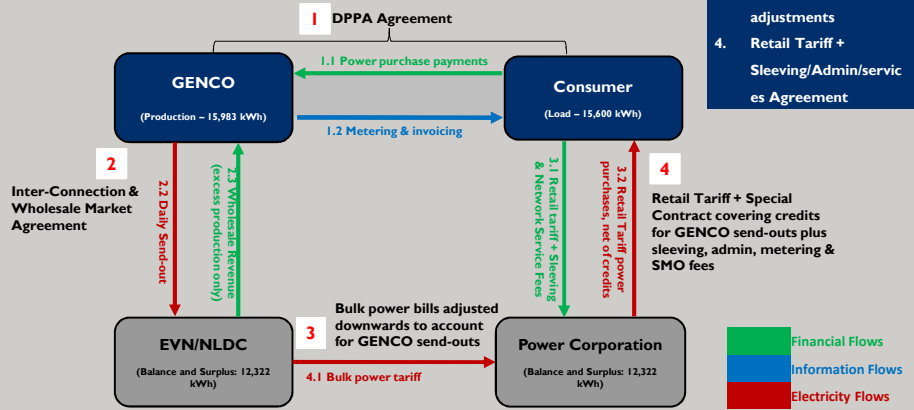 1 DPPA Agreement
adjustments
4. Retail Tariff +
Sleeving/Admin/servic
es Agreement
1.1 Power purchase payments
GENCO
(Production – 15,983 kWh)
Consumer
(Load – 15,600 kWh)
1.2 Metering & invoicing
2
Inter-Connection &
Wholesale Market
Agreement
2.2 Daily Send-out
2.3 Wholesale Revenue
(excess production only)
3.1 Retail tariff + Sleeving
& Network Service Fees
3.2 Retail Tariff power
purchases, net of credits
4
Retail Tariff + Special
Contract covering credits
for GENCO send-outs plus
sleeving, admin, metering &
SMO fees
3
Bulk power bills adjusted
downwards to account
for GENCO send-outs
EVN/NLDC
(Balance and Surplus: 12,322
kWh)
4.1 Bulk power tariff
Power Corporation
(Balance and Surplus: 12,322
kWh)
Financial Flows
Information Flows
Electricity Flows